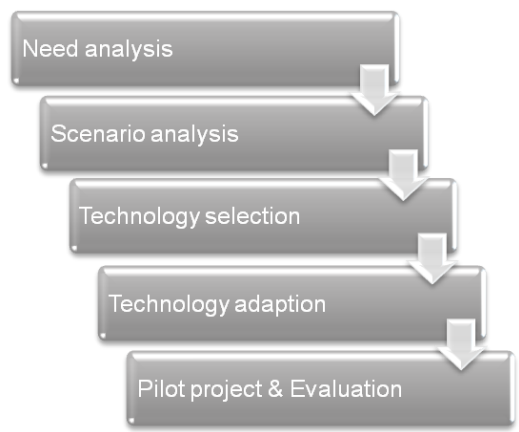 Need analysis
Scenario analysis
Technology selection
Technology adaption
Pilot project & Evaluation